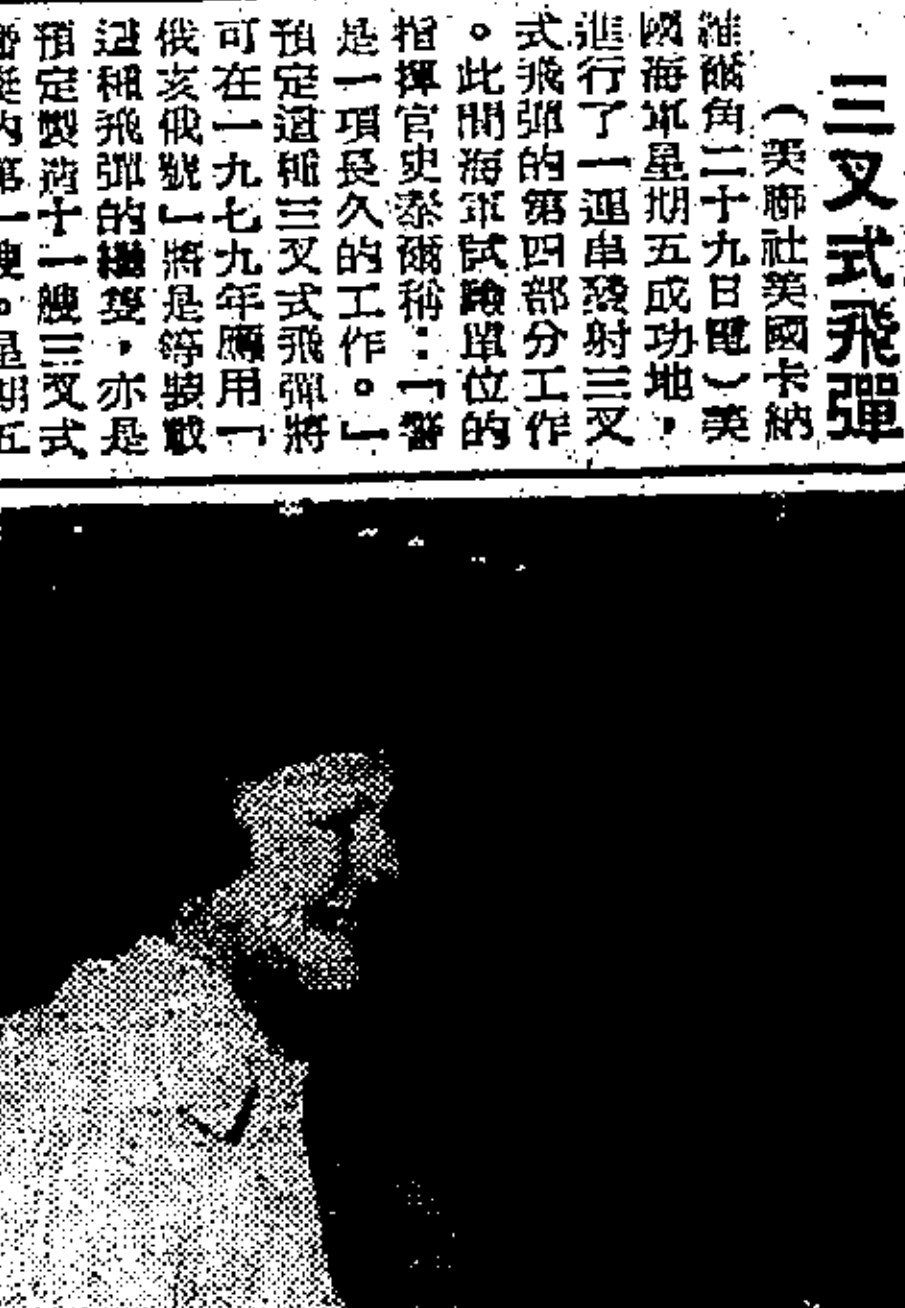 三叉式飛彈
（美聯社美國卡納
維爾角二十九日電）美
國海軍星期五成功地，
進行了一連串發射三叉
式飛彈的第四部分工作
。此間海軍試驗單位的
指揮官史泰爾稱：「
是一項長久的工作。」
預定這種三叉式飛彈將
可在一九七九年應用「
俄亥俄號」將是裝載
這種飛彈的，亦是
預定製造十一艘三叉式
潛艇內第一艘。星期五